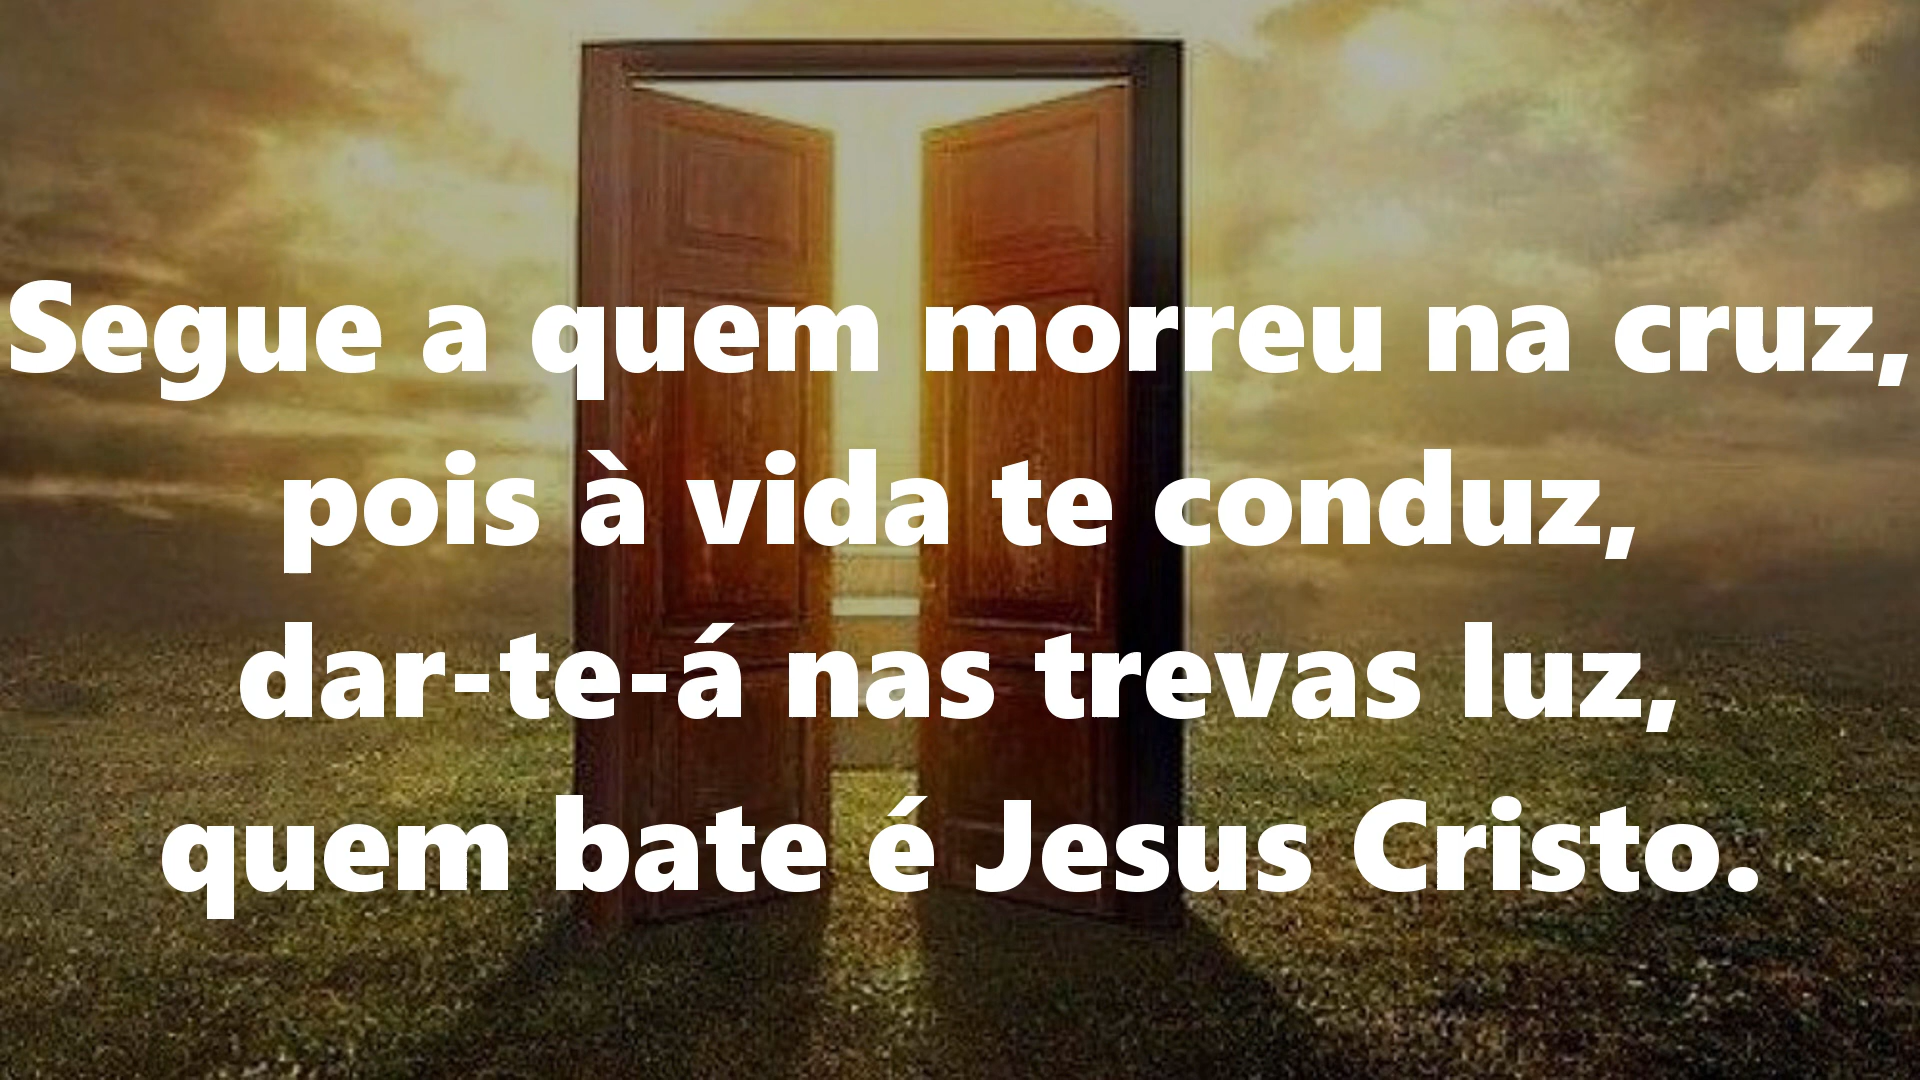 Segue a quem morreu na cruz,
pois à vida te conduz,
dar-te-á nas trevas luz,
quem bate é Jesus Cristo.